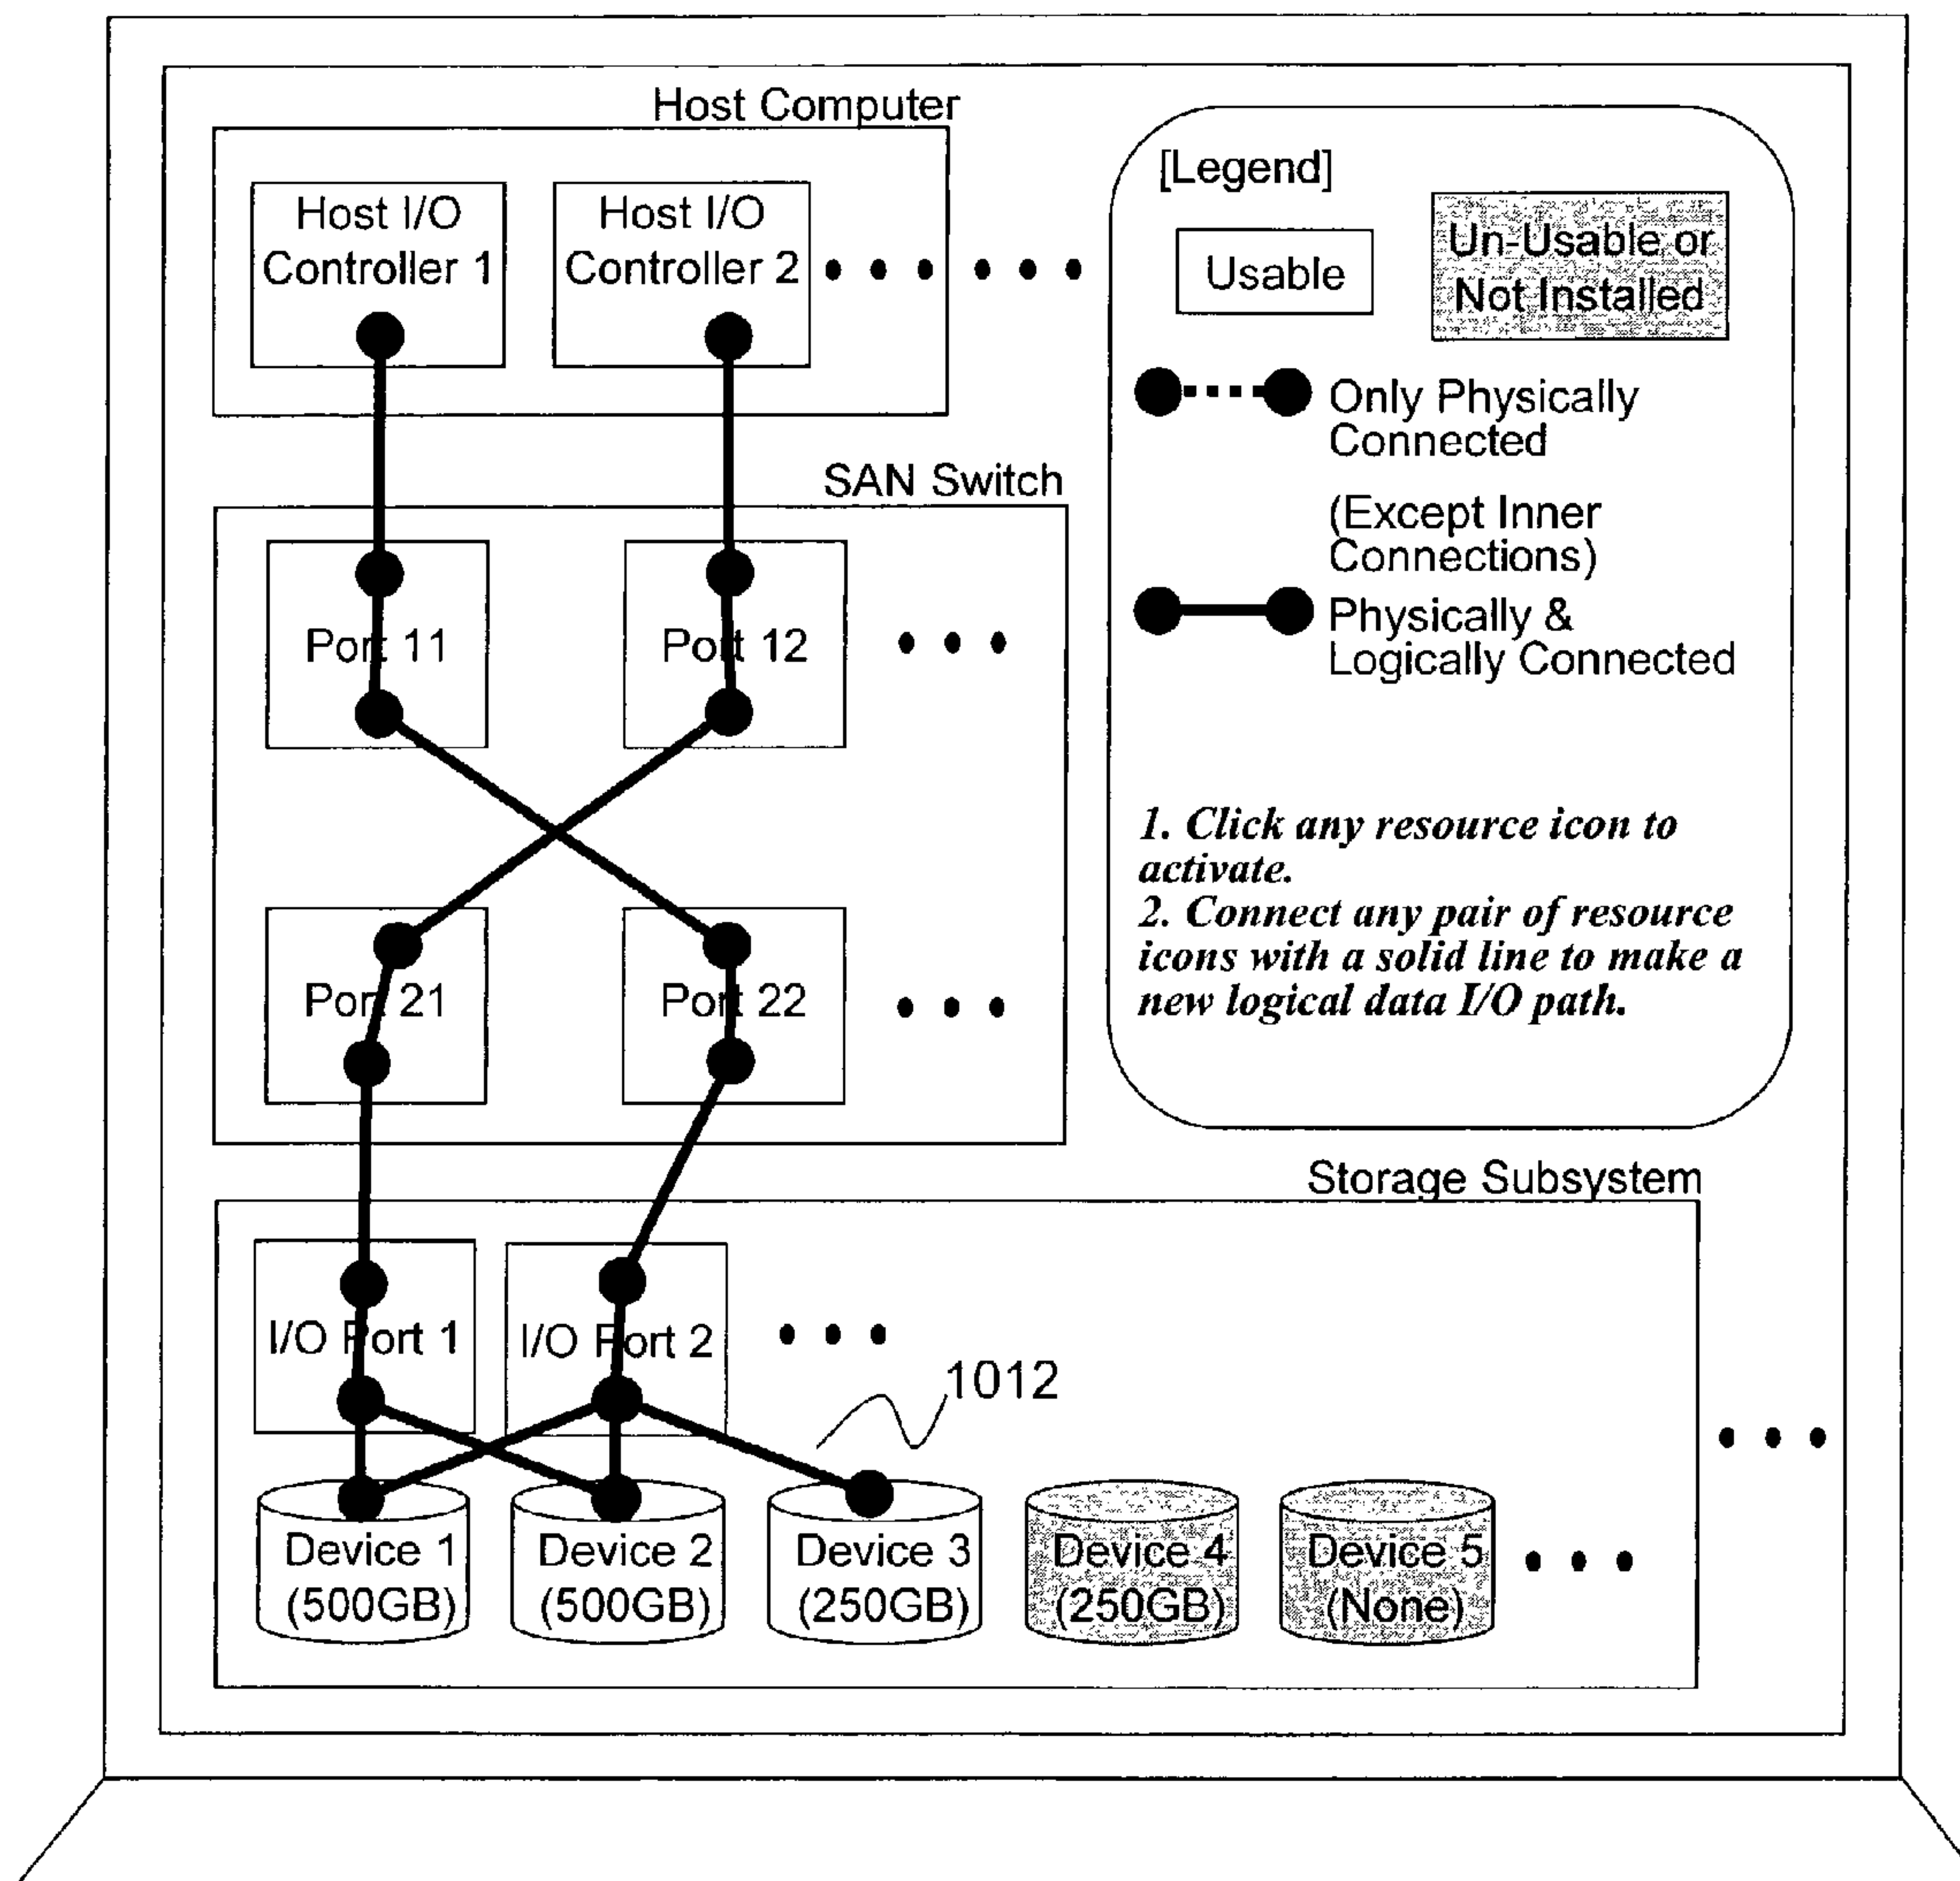 Host Computer
Host I/O
Controller 1
Host I/O
Controller 2
[Legend]
Usable
Un-Usable or
Not Installed
Only Physically
Connected
(Except Inner
Connections)
Physically &
Logically Connected
1. Click any resource icon to
activate.
2. Connect any pair of resource
icons with a solid line to make a
new logical data I/O path.
SAN Switch
Port 11
Port 12
Port 21
Port 22
Storage Subsystem
I/O Port 1
I/O Port 2
1012
Device 1
(500GB)
Device 2
(500GB)
Device 3
(250GB)
Device 4
(250GB)
Device 5
(None)